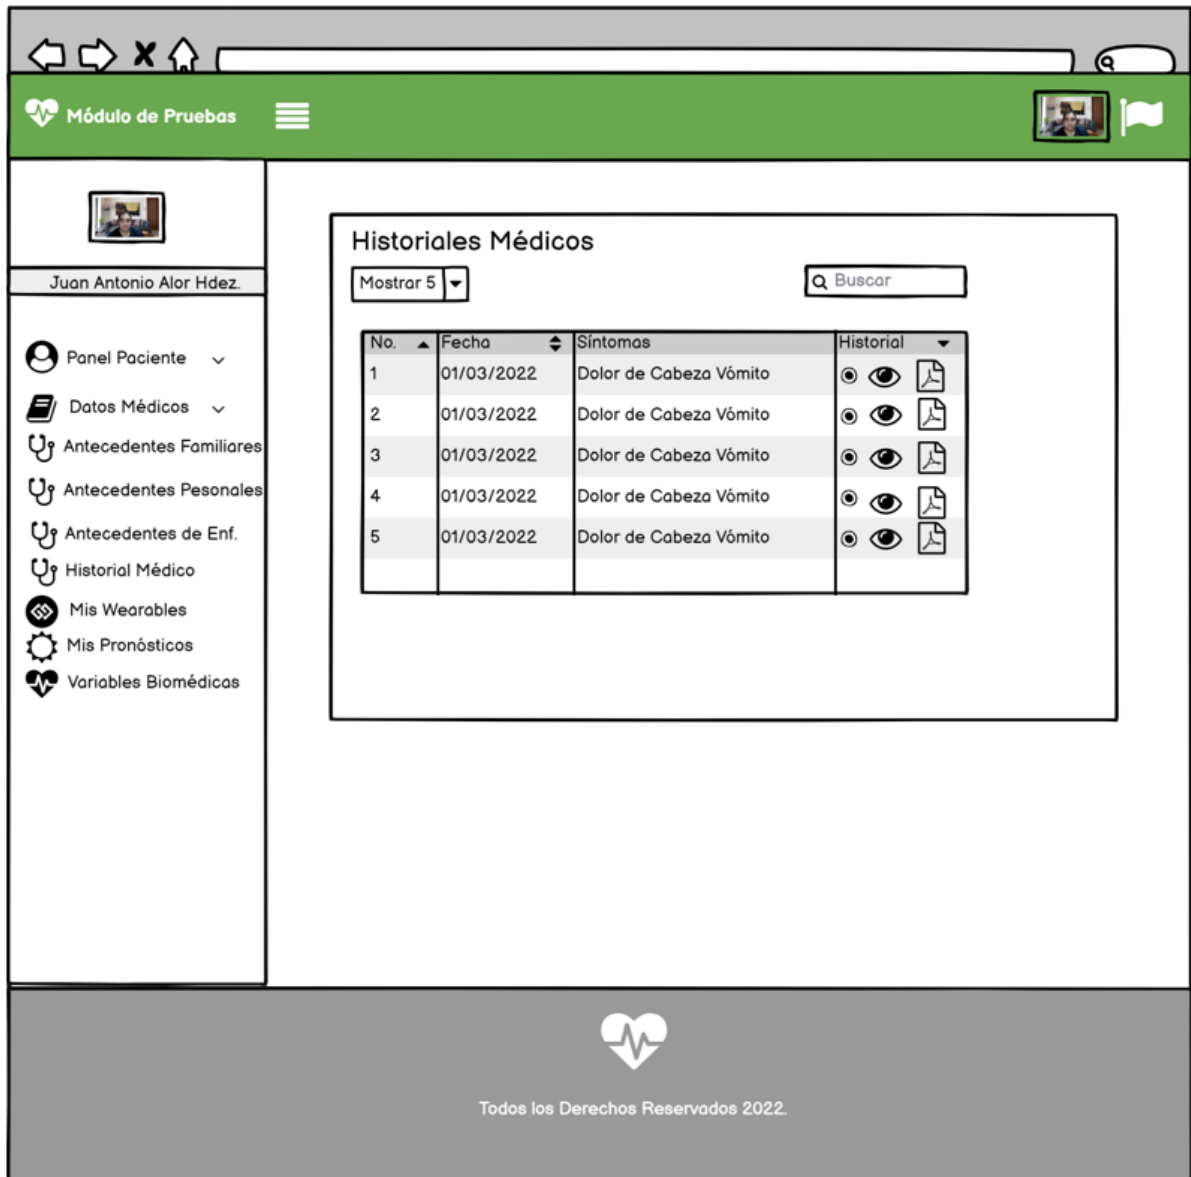 Módulo de Pruebas
Juan Antonio Alor Hdez.
Panel Paciente
Datos Médicos
Antecedentes Familiares
Antecedentes Pesonales
Antecedentes de Enf.
Historial Médico
Mis Wearables
Mis Pronósticos
Variables Biomédicas
Historiales Médicos
Mostrar 5
Buscar
No. Fecha Síntomas Historial
1 01/03/2022 Dolor de Cabeza Vómito
2 01/03/2022 Dolor de Cabeza Vómito
3 01/03/2022 Dolor de Cabeza Vómito
4 01/03/2022 Dolor de Cabeza Vómito
5 01/03/2022 Dolor de Cabeza Vómito
Todos los Derechos Reservados 2022.